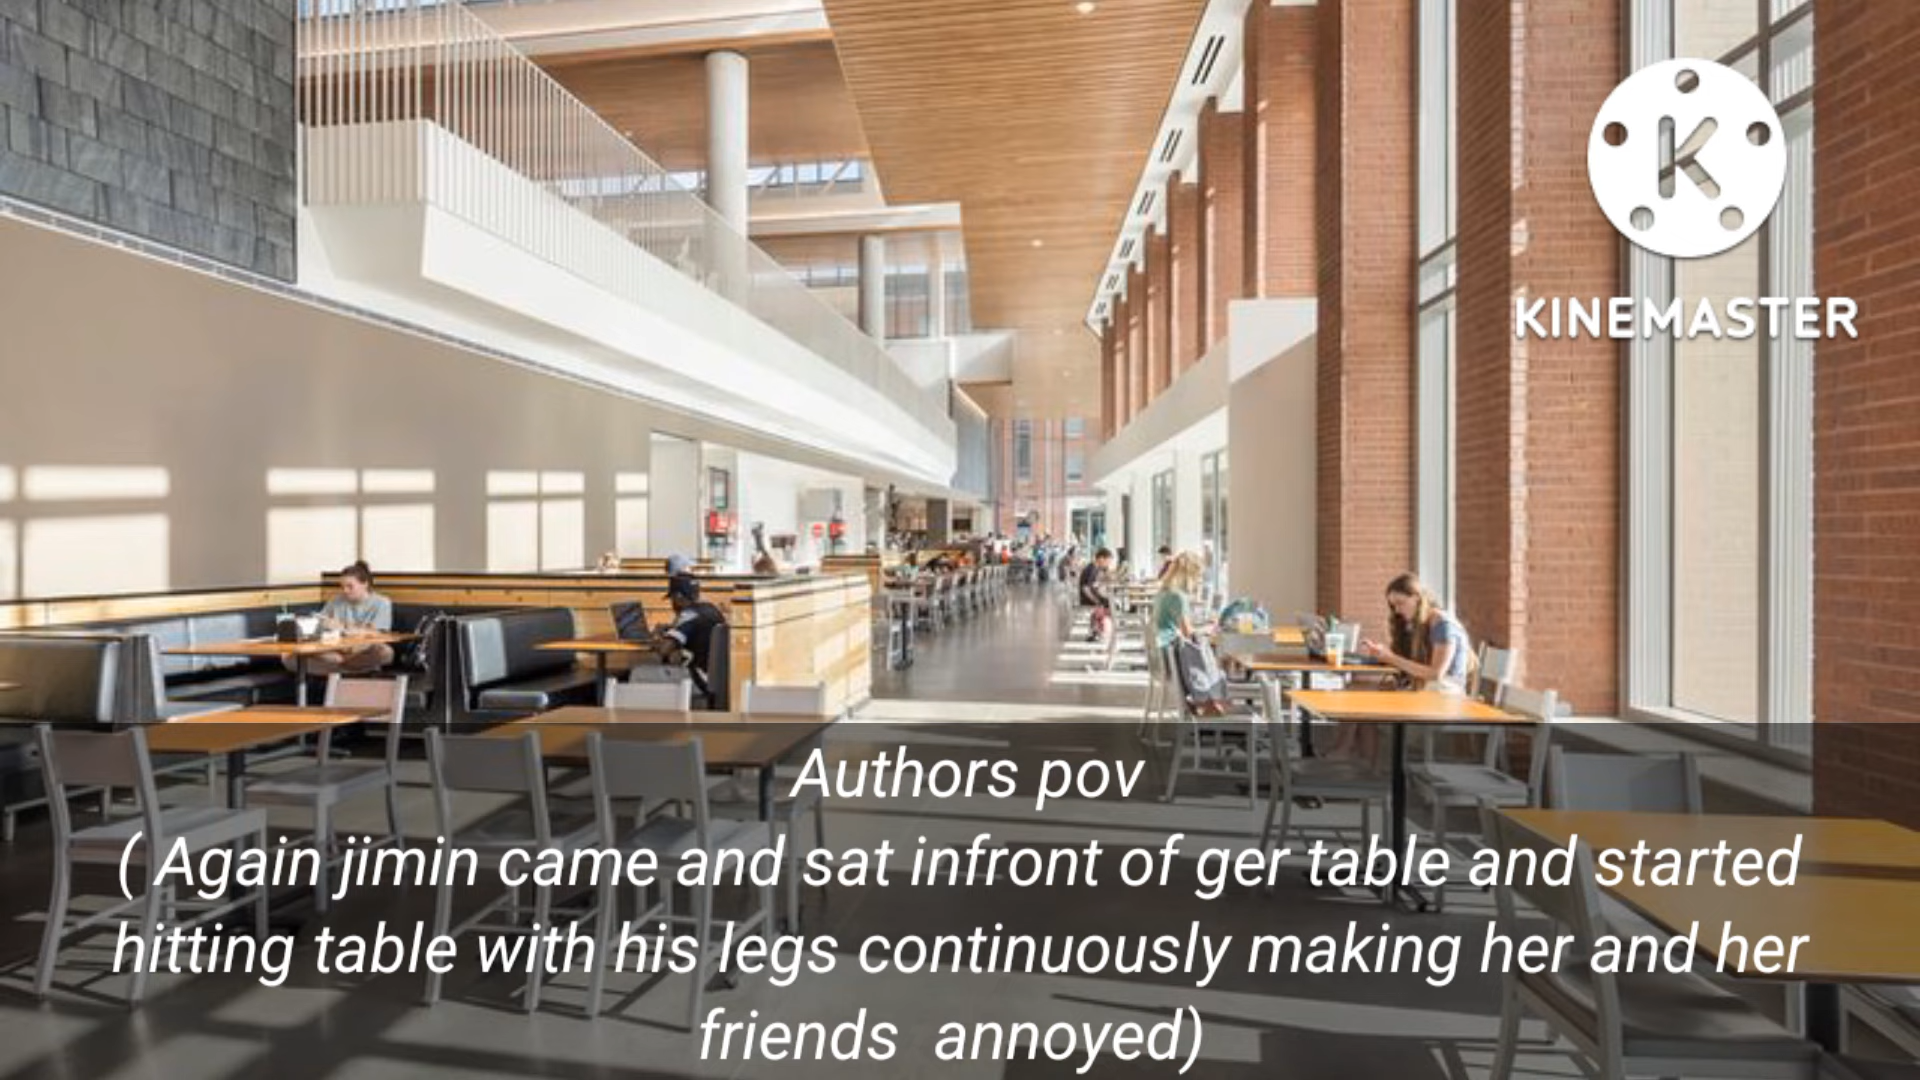 KINEMASTER
Authors pov
( Again jimin came and sat infront of ger table and started
hitting table with his legs continuously making her and her
friends  annoyed)